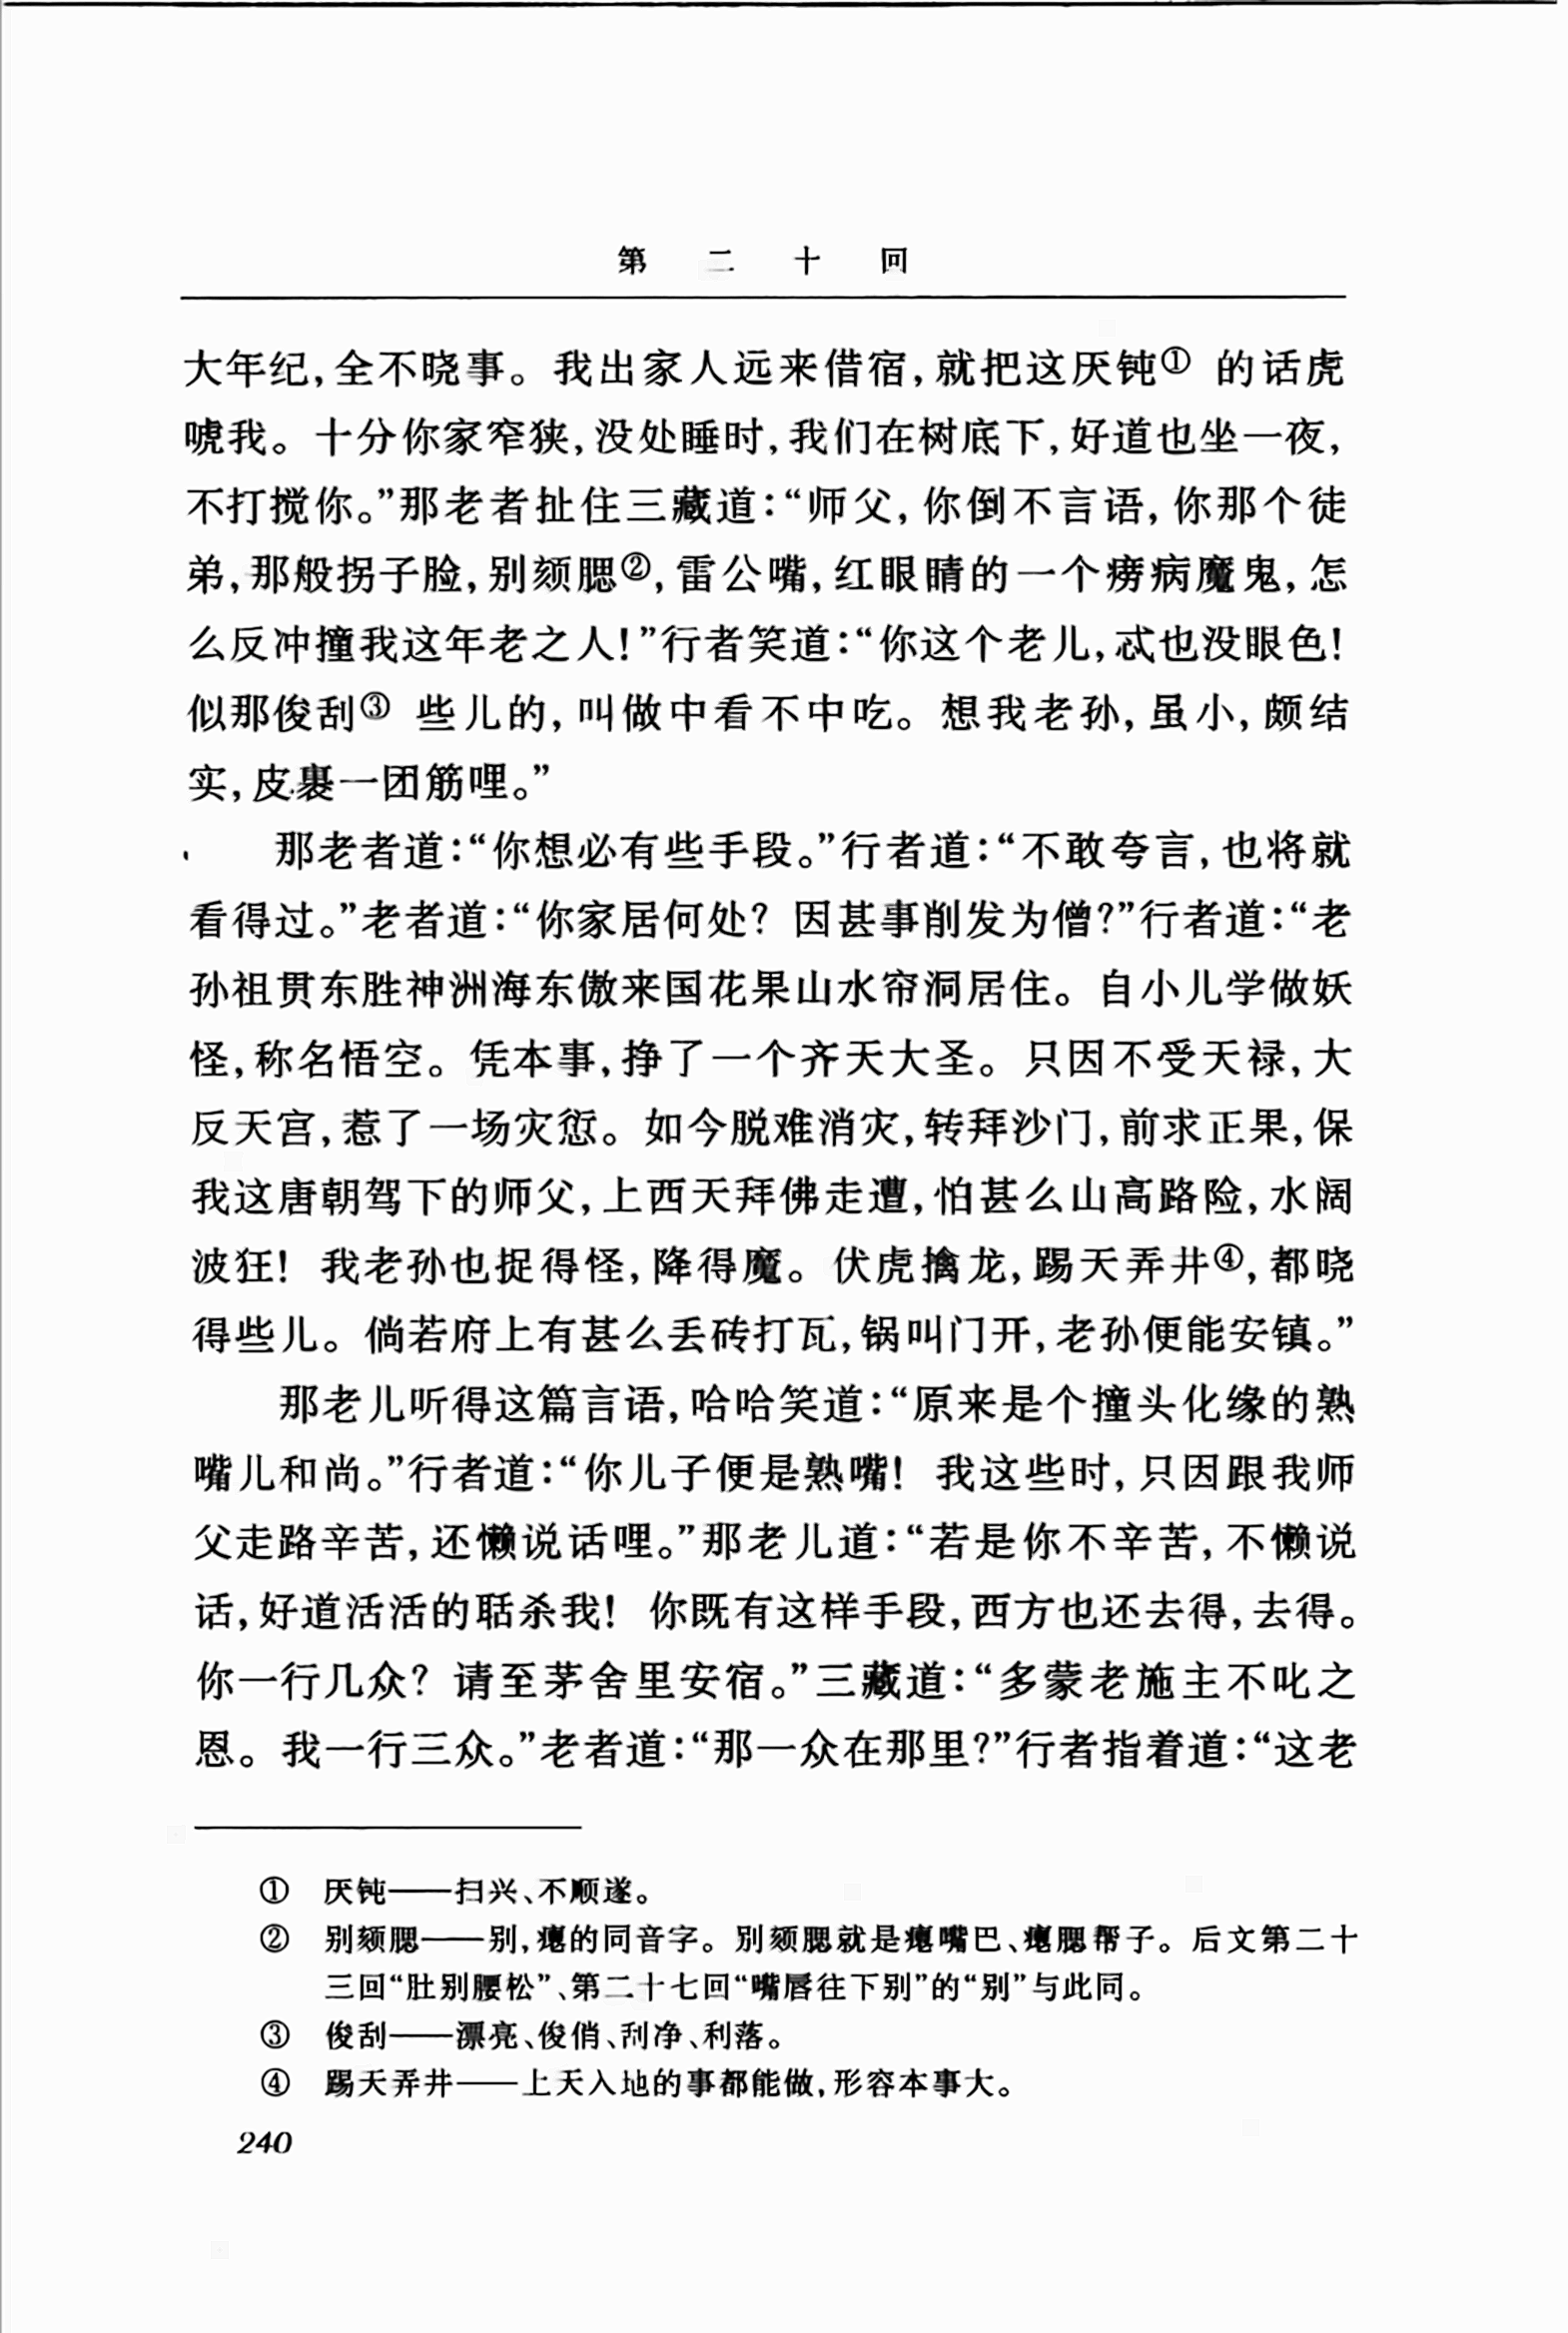 第二十回
大年纪,全不晓事。我出家人远来借宿,就把这厌钝① 的话虎
唬我。十分你家窄狭,没处睡时,我们在树底下,好道也坐一夜,
不打搅你。”那老者扯住三藏道:“师父,你倒不言语,你那个徒
弟,那般拐子脸,别颏腮②,雷公嘴,红眼睛的一个痨病魔鬼,怎
么反冲撞我这年老之人!”行者笑道:“你这个老儿,忒也没眼色!
似那俊刮③ 些儿的,叫做中看不中吃。想我老孙,虽小,颇结
实,皮裹一团筋哩。”
那老者道:“你想必有些手段。”行者道:“不敢夸言,也将就
看得过。”老者道:“你家居何处? 因甚事削发为僧?”行者道:“老
孙祖贯东胜神洲海东傲来国花果山水帘洞居住。自小儿学做妖
怪,称名悟空。凭本事,挣了一个齐天大圣。只因不受天禄,大
反天宫,惹了一场灾愆。如今脱难消灾,转拜沙门,前求正果,保
我这唐朝驾下的师父,上西天拜佛走遭,怕甚么山高路险,水阔
波狂! 我老孙也捉得怪,降得魔。伏虎擒龙,踢天弄井④,都晓
得些儿。倘若府上有甚么丢砖打瓦,锅叫门开,老孙便能安镇。”
那老儿听得这篇言语,哈哈笑道:“原来是个撞头化缘的熟
嘴儿和尚。”行者道:“你儿子便是熟嘴! 我这些时,只因跟我师
父走路辛苦,还懒说话哩。”那老儿道:“若是你不辛苦,不懒说
话,好道活活的聒杀我! 你既有这样手段,西方也还去得,去得。
你一行几众? 请至茅舍里安宿。”三藏道:“多蒙老施主不叱之
恩。我一行三众。”老者道:“那一众在那里?”行者指着道:“这老
① 厌钝——扫兴、不顺遂。
② 别颏腮——别,瘪的同音字。别颏腮就是瘪嘴巴、瘪腮帮子。后文第二十
三回“肚别腰松”、第二十七回“嘴唇往下别”的“别”与此同。
③ 俊刮——漂亮、俊俏、刮净、利落。
④ 踢天弄井——上天入地的事都能做,形容本事大。
240